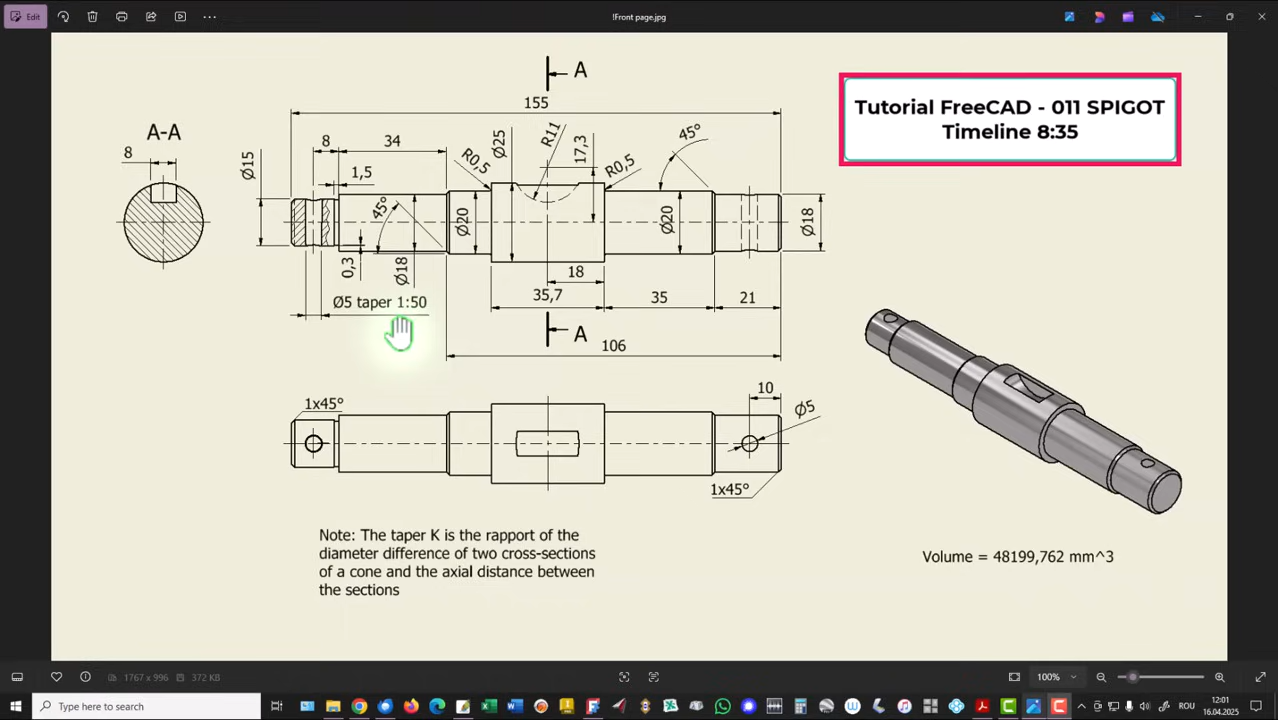 Edit
!Front page.jpg
Tutorial FreeCAD - 011 SPIGOT
Timeline 8:35
A
155
A-A
8
8
34
R0,5
Ø25
R11
17,3
R0,5
45°
1,5
Ø15
45°
Ø20
Ø20
Ø18
0,3
Ø18
18
Ø5 taper 1:50
35,7
35
21
A
106
1x45°
10
Ø5
1x45°
Note: The taper K is the rapport of the
diameter difference of two cross-sections
of a cone and the axial distance between
the sections
Volume = 48199,762 mm^3
1767 x 996
372 KB
100%
Type here to search
ROU
12:01
16.04.2025